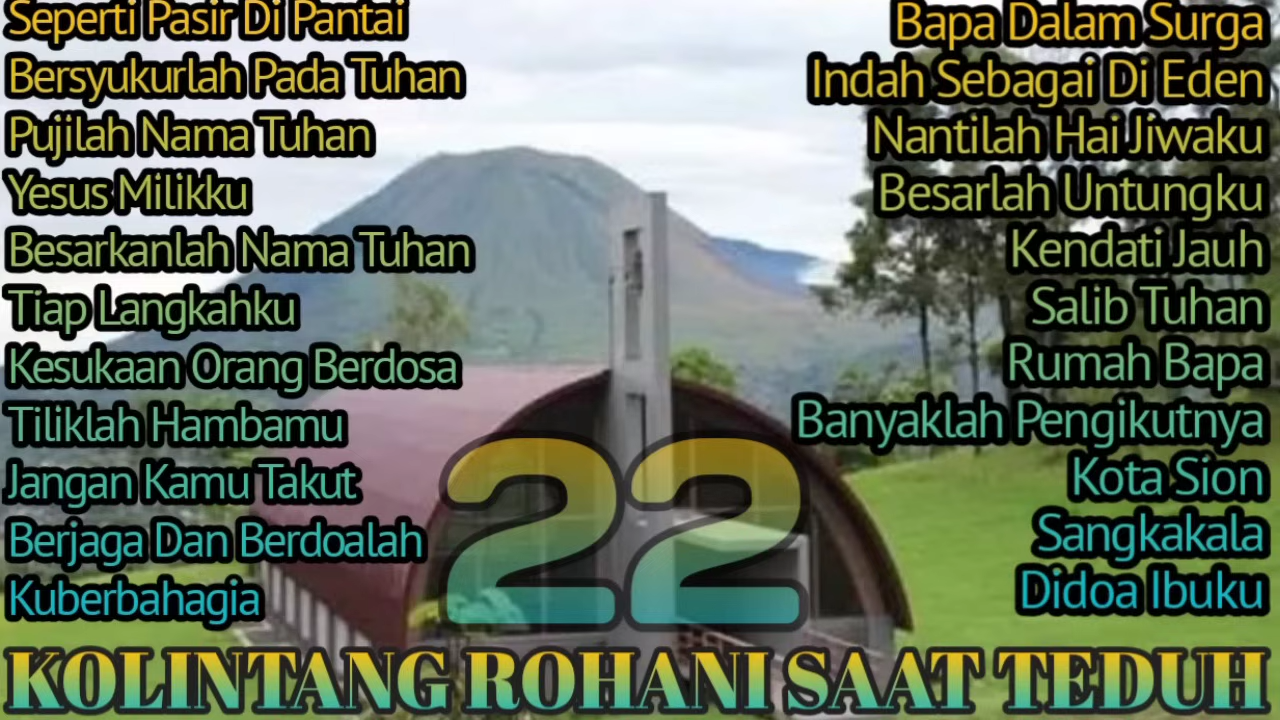 Seperti Pasir Di Pantai
Bersyukurlah Pada Tuhan
Pujilah Nama Tuhan
Yesus Milikku
Besarkanlah Nama Tuhan
Tiap Langkahku
Kesukaan Orang Berdosa
Tiliklah Hambamu
Jangan Kamu Takut
Berjaga Dan Berdoalah
Kuberbahagia
Bapa Dalam Surga
Indah Sebagai Di Eden
Nantilah Hai Jiwaku
Besarlah Untungku
Kendati Jauh
Salib Tuhan
Rumah Bapa
Banyaklah Pengikutnya
Kota Sion
Sangkakala
Didoa Ibuku
22
KOLINTANG ROHANI SAAT TEDUH